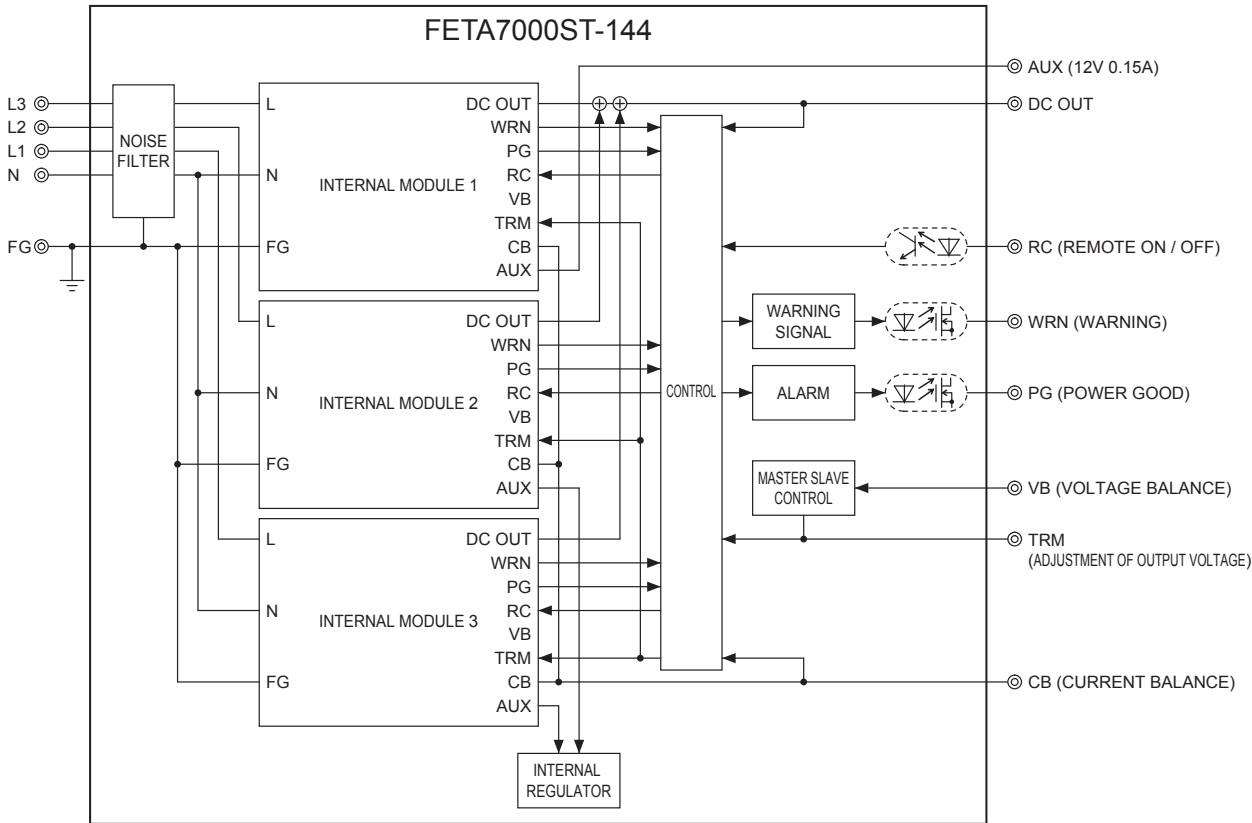 FETA7000ST-144
L3
L2
L1
N
FG
NOISE
FILTER
L
N
FG
INTERNAL MODULE 1
DC OUT
WRN
PG
RC
VB
TRM
CB
AUX
L
N
FG
INTERNAL MODULE 2
DC OUT
WRN
PG
RC
VB
TRM
CB
AUX
L
N
FG
INTERNAL MODULE 3
DC OUT
WRN
PG
RC
VB
TRM
CB
AUX
INTERNAL
REGULATOR
CONTROL
WARNING
SIGNAL
ALARM
MASTER SLAVE
CONTROL
AUX (12V 0.15A)
DC OUT
RC (REMOTE ON / OFF)
WRN (WARNING)
PG (POWER GOOD)
VB (VOLTAGE BALANCE)
TRM
(ADJUSTMENT OF OUTPUT VOLTAGE)
CB (CURRENT BALANCE)